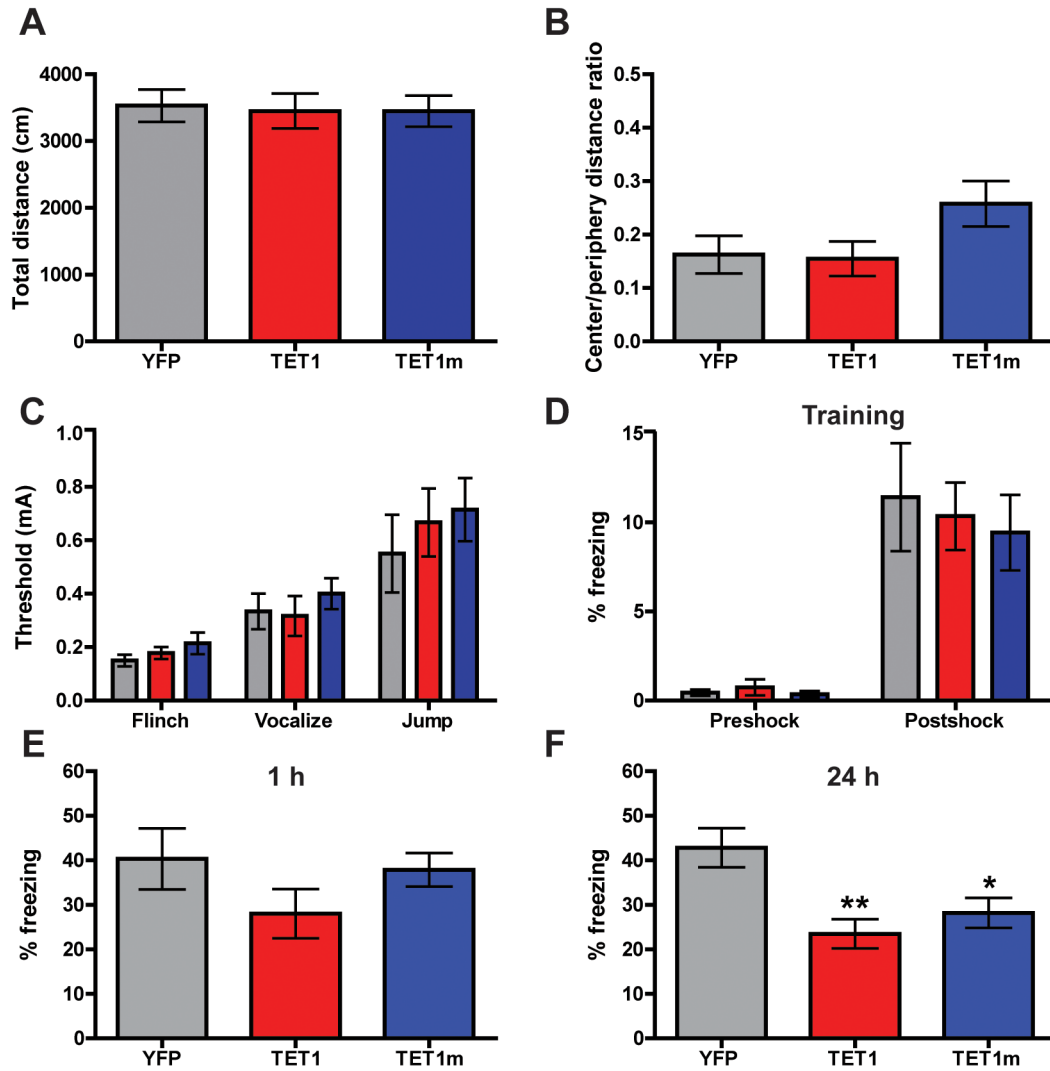 A
Total distance (cm)
4000
3000
2000
1000
0
YFP TET1 TET1m
B
Center/periphery distance ratio
0.5
0.4
0.3
0.2
0.1
0.0
YFP TET1 TET1m
C
Threshold (mA)
1.0
0.8
0.6
0.4
0.2
0.0
Flinch Vocalize Jump
D
Training
% freezing
15
10
5
0
Preshock Postshock
E
1 h
% freezing
60
50
40
30
20
10
0
YFP TET1 TET1m
F
24 h
% freezing
60
50
40
30
20
10
0
** *
YFP TET1 TET1m